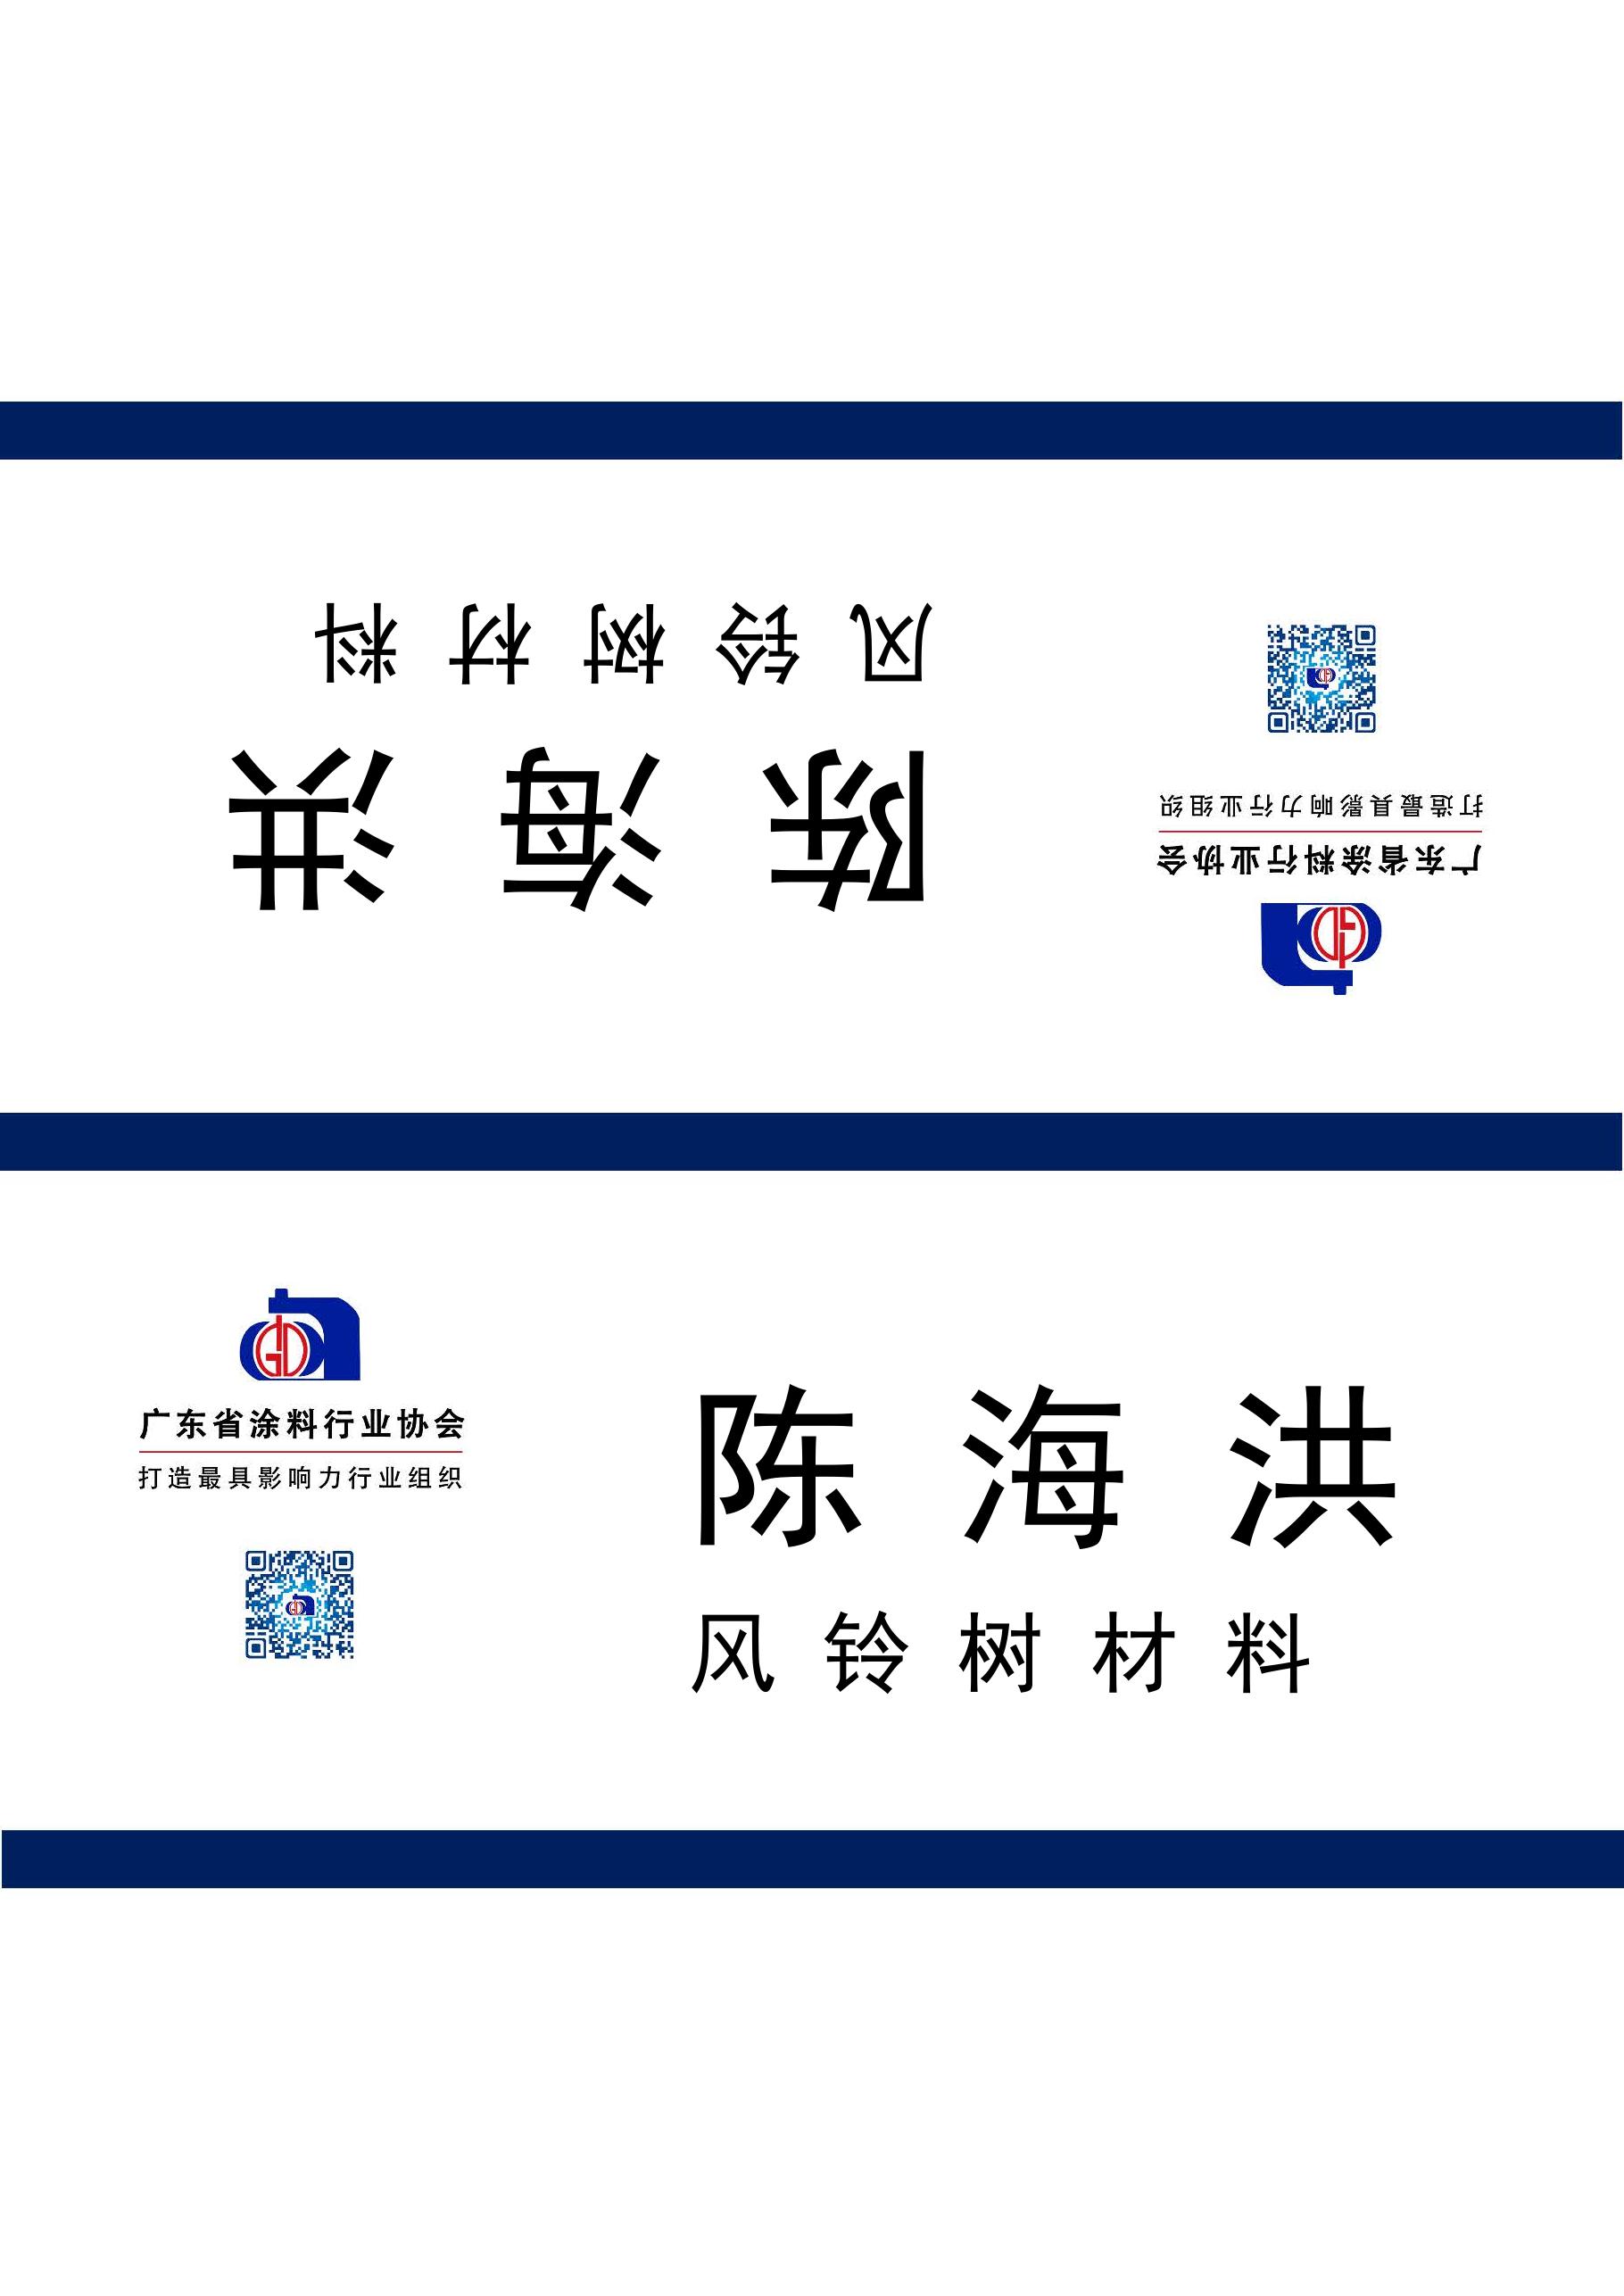 风铃树材料
陈海洪
打造最具影响力行业组织
广东省涂料行业协会
广东省涂料行业协会
打造最具影响力行业组织
陈海洪
风铃树材料